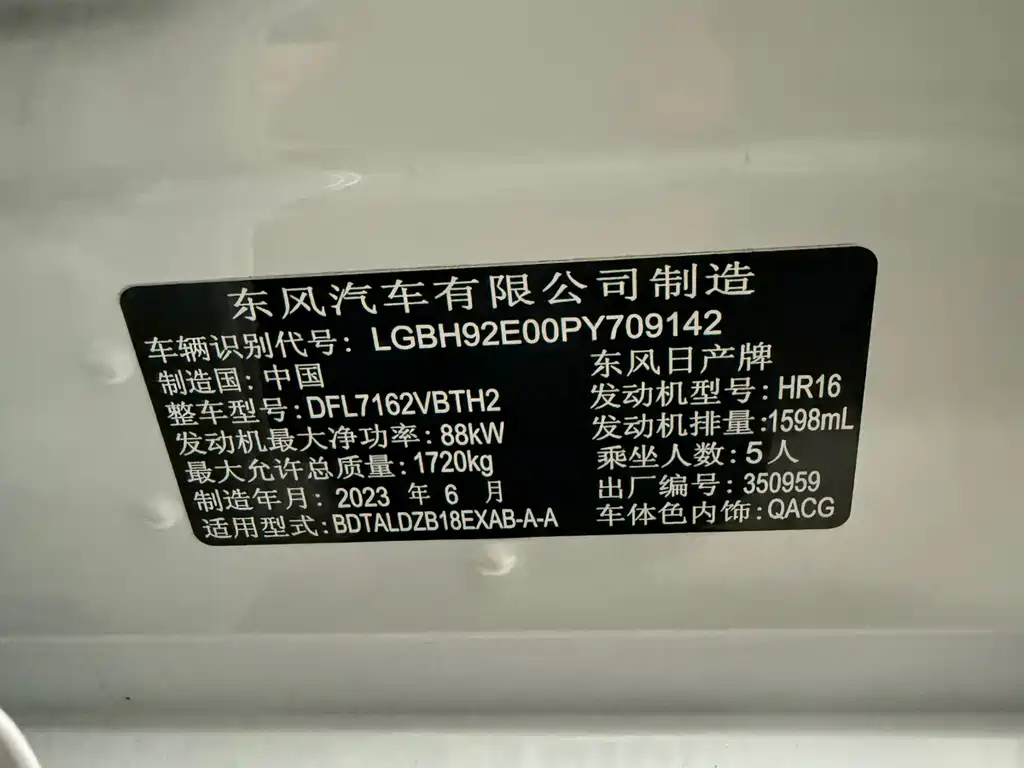 东风汽车有限公司制造
车辆识别代号: LGBH92E00PY709142
制造国: 中国 东风日产牌
整车型号: DFL7162VBTH2 发动机型号: HR16
发动机最大净功率: 88kW 发动机排量: 1598mL
最大允许总质量: 1720kg 乘坐人数: 5人
制造年月: 2023 年 6 月 出厂编号: 350959
适用型式: BDTALDZB18EXAB-A-A 车体色内饰: QACG